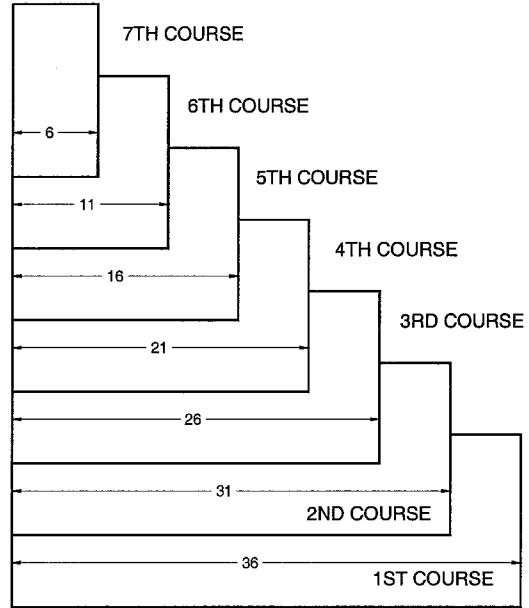 7TH COURSE
6TH COURSE
6
5TH COURSE
11
4TH COURSE
16
3RD COURSE
21
26
31
2ND COURSE
36
1ST COURSE